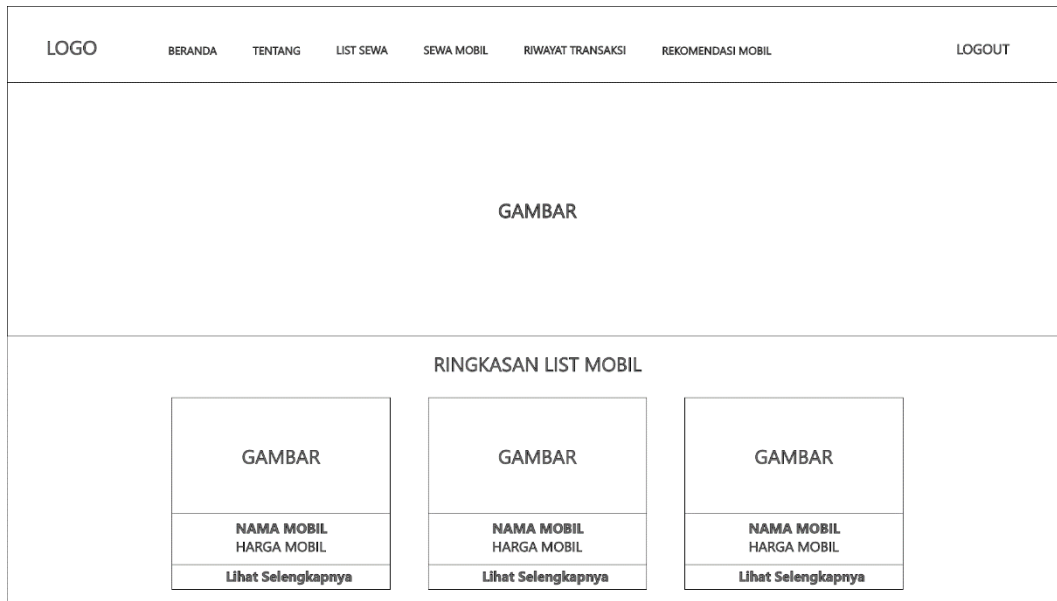 LOGO BERANDA TENTANG LIST SEWA SEWA MOBIL RIWAYAT TRANSAKSI REKOMENDASI MOBIL LOGOUT
GAMBAR
RINGKASAN LIST MOBIL
GAMBAR GAMBAR GAMBAR
NAMA MOBIL NAMA MOBIL NAMA MOBIL
HARGA MOBIL HARGA MOBIL HARGA MOBIL
Lihat Selengkapnya Lihat Selengkapnya Lihat Selengkapnya